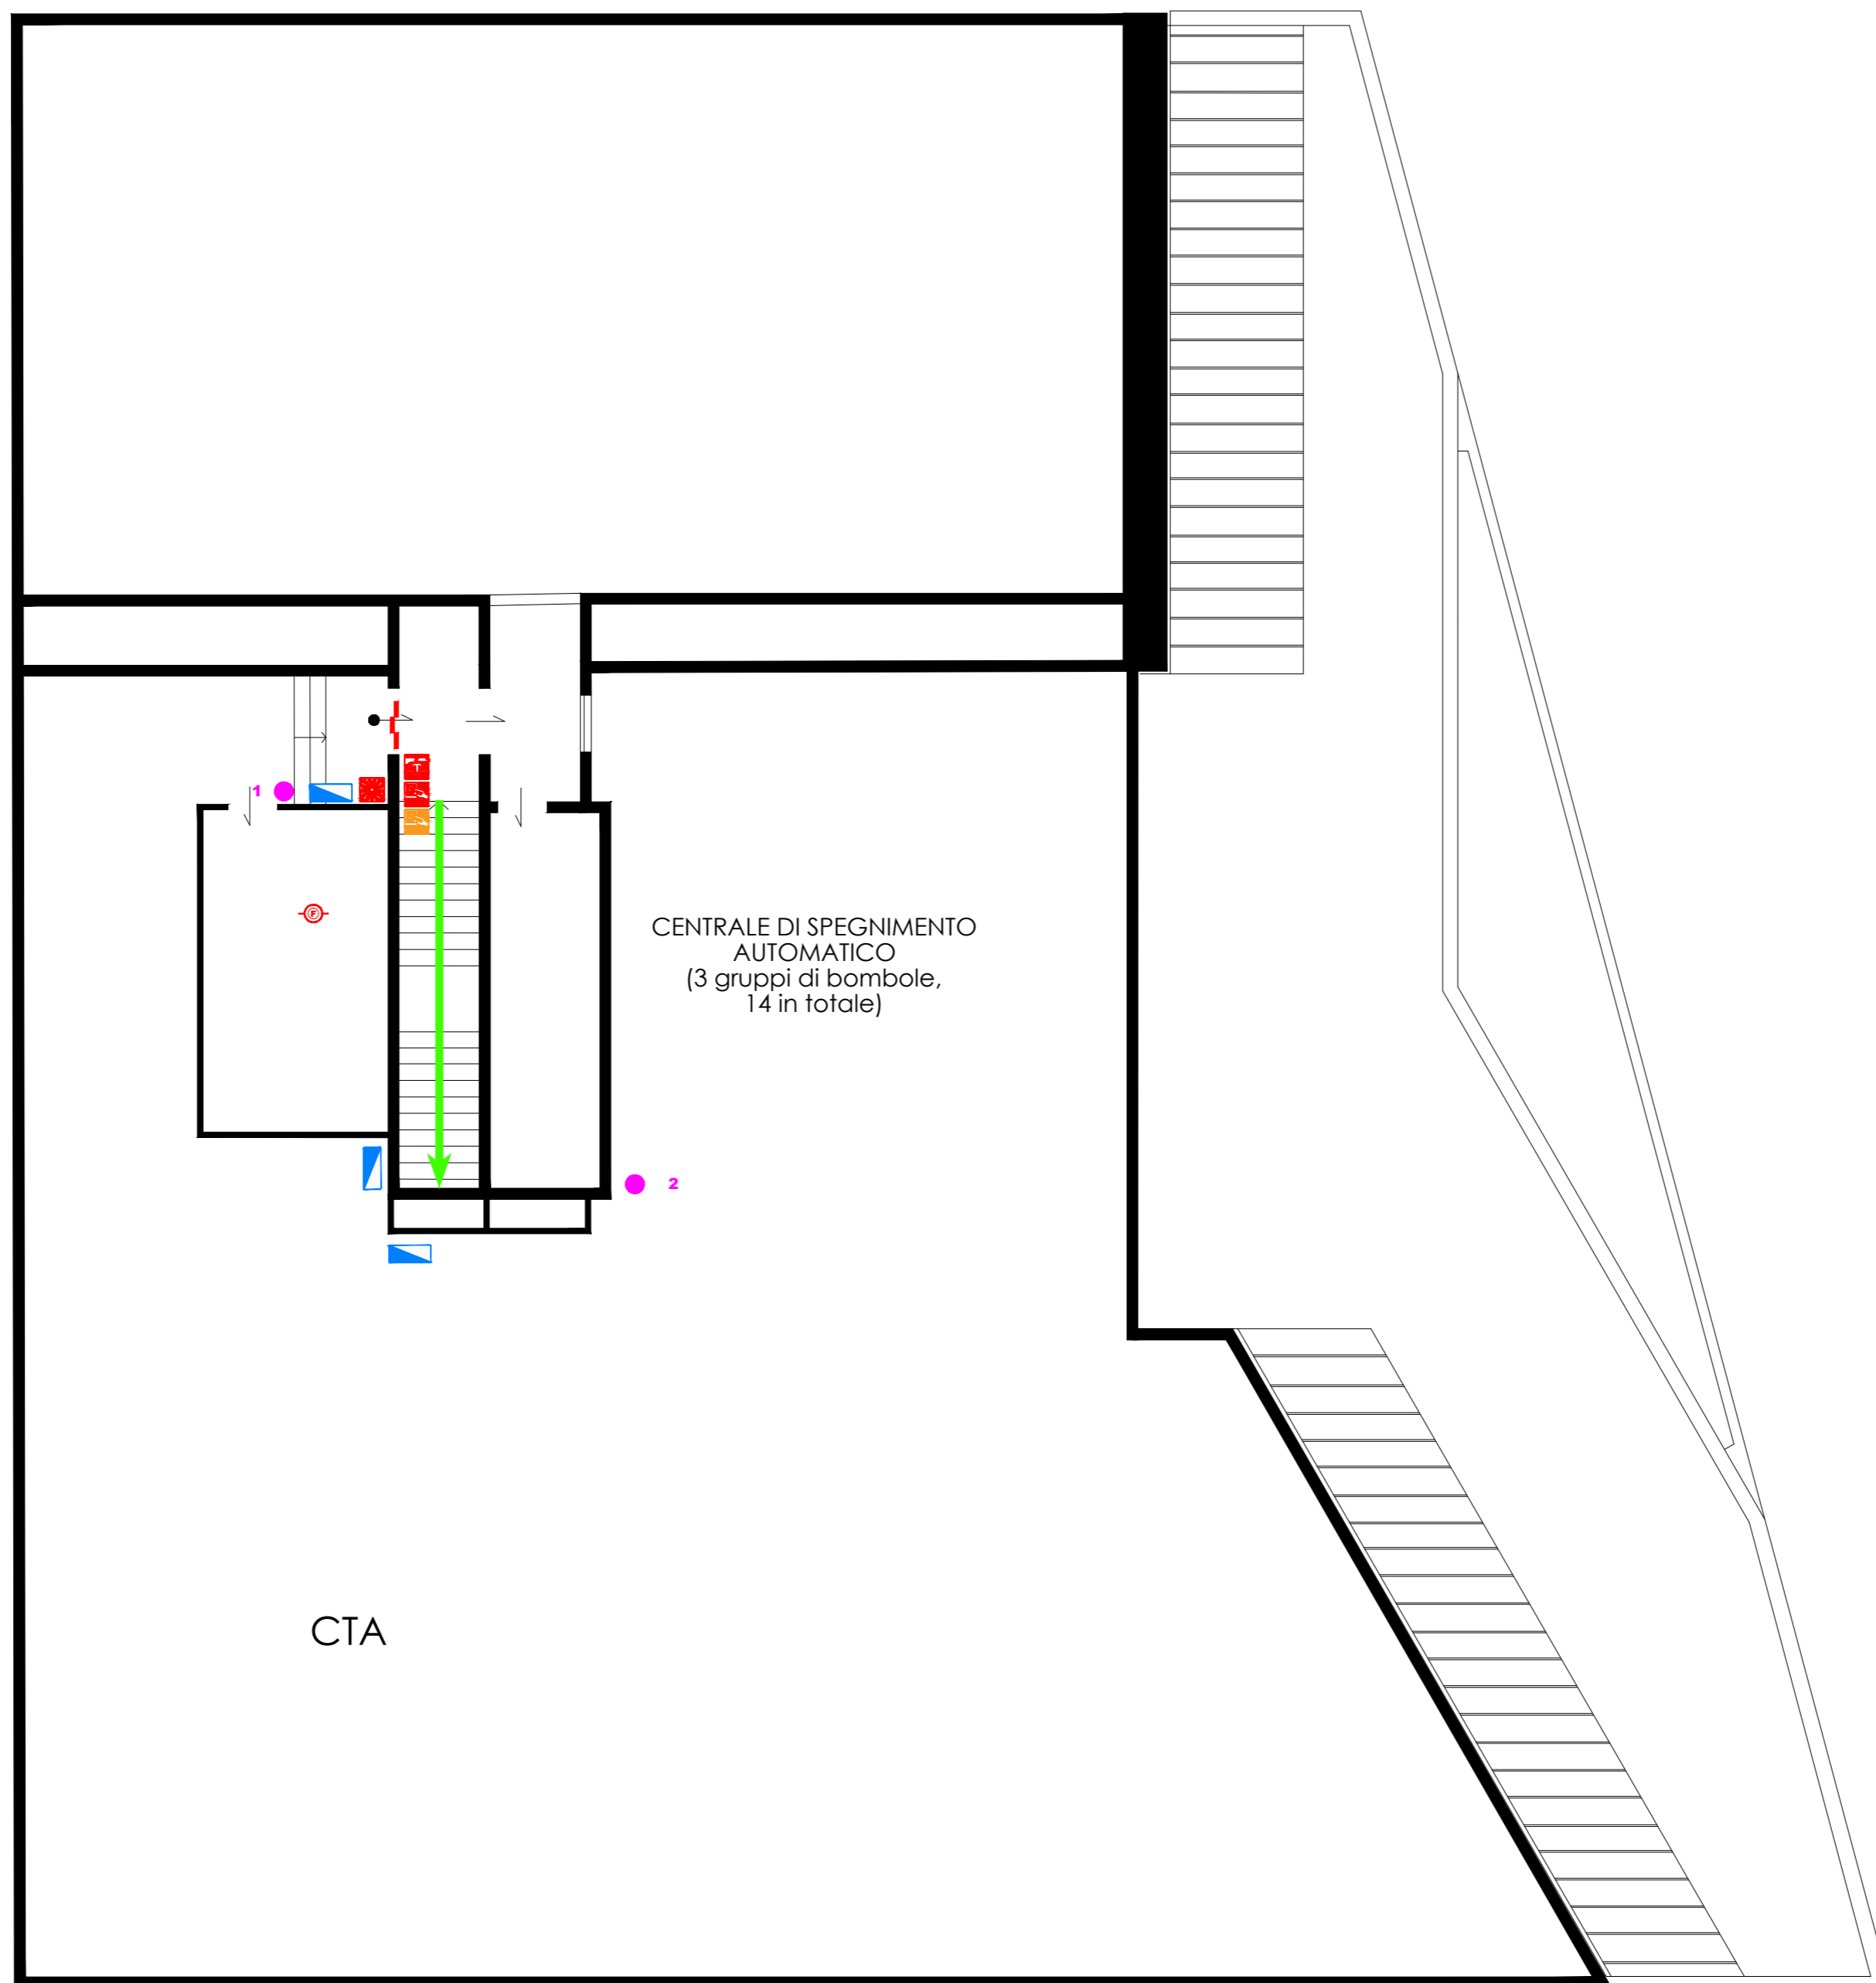 1
F
CENTRALE DI SPEGNIMENTO
AUTOMATICO
(3 gruppi di bombole,
14 in totale)
2
CTA